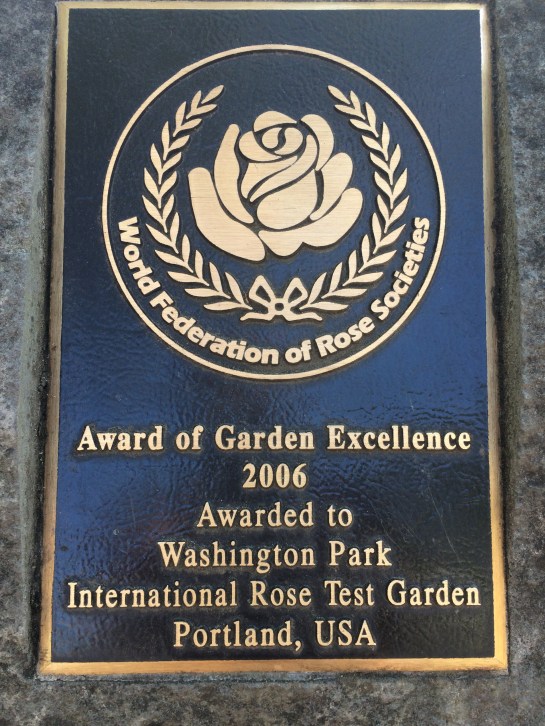 World Federation of Rose Societies
Award of Garden Excellence
2006
Awarded to
Washington Park
International Rose Test Garden
Portland, USA